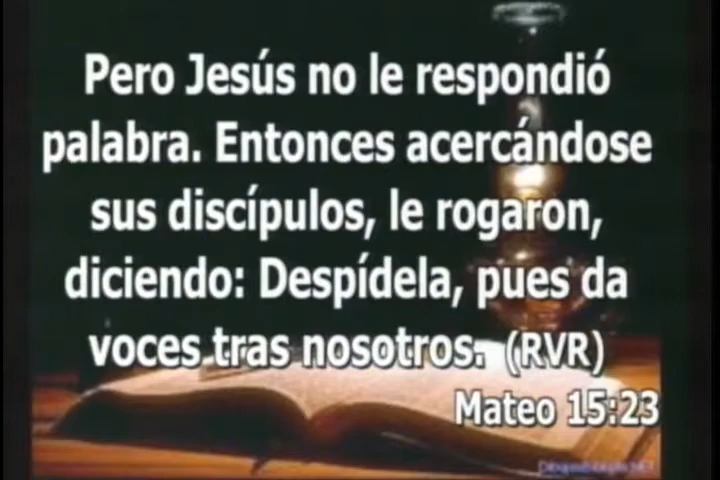 Pero Jesús no le respondió
palabra. Entonces acercándose
sus discípulos, le rogaron,
diciendo: Despídela, pues da
voces tras nosotros. (RVR)
Mateo 15:23